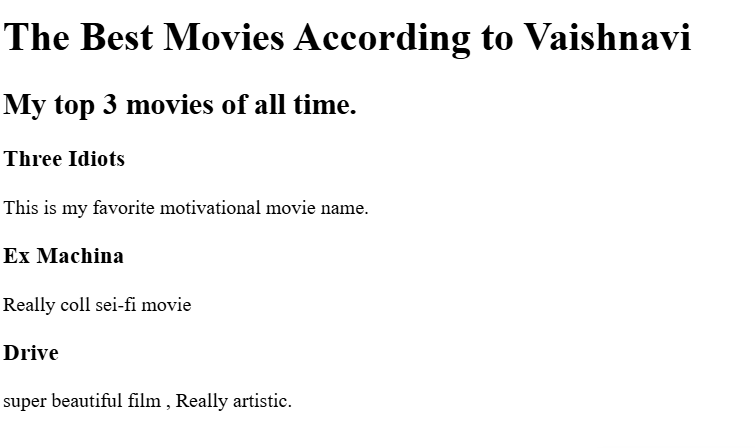 The Best Movies According to Vaishnavi
My top 3 movies of all time.
Three Idiots
This is my favorite motivational movie name.
Ex Machina
Really coll sei-fi movie
Drive
super beautiful film , Really artistic.